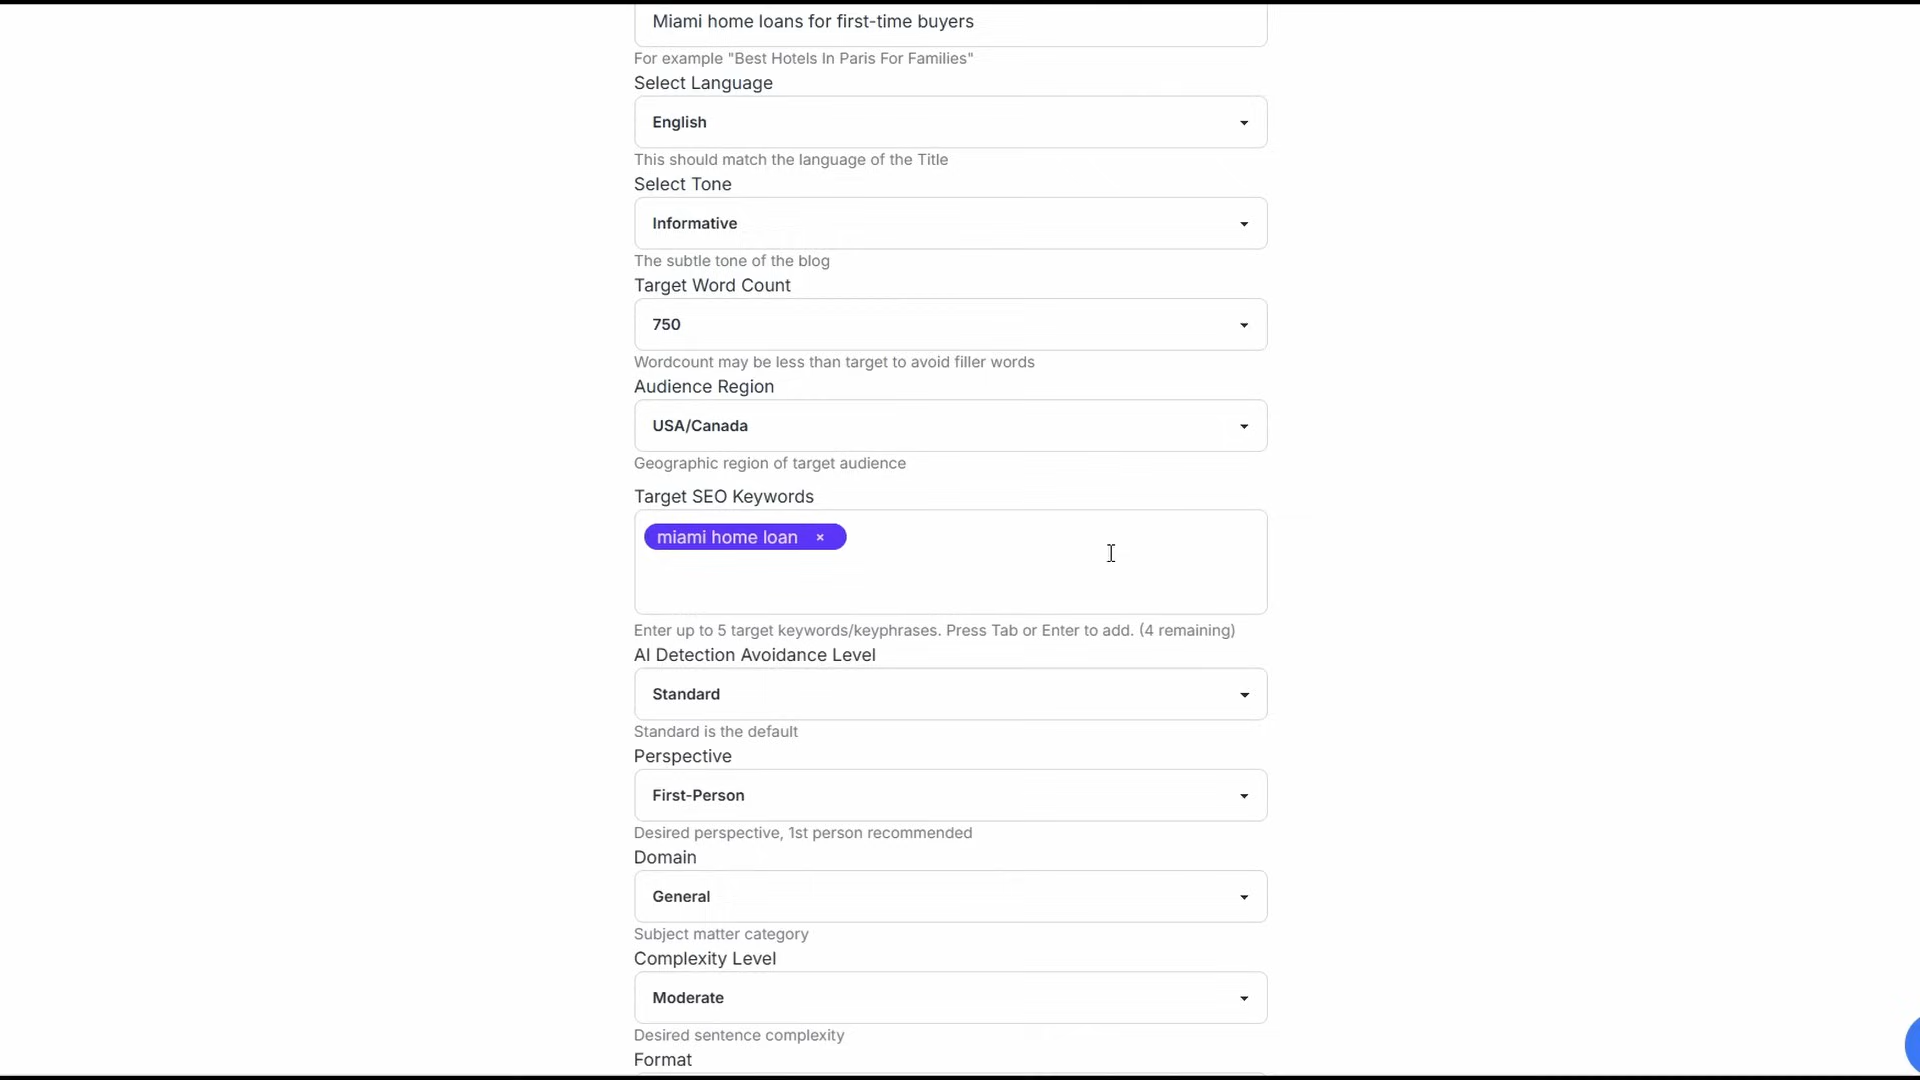 Miami home loans for first-time buyers
For example "Best Hotels In Paris For Families"
Select Language
English
This should match the language of the Title
Select Tone
Informative
The subtle tone of the blog
Target Word Count
750
Wordcount may be less than target to avoid filler words
Audience Region
USA/Canada
Geographic region of target audience
Target SEO Keywords
miami home loan ×
Enter up to 5 target keywords/keyphrases. Press Tab or Enter to add. (4 remaining)
AI Detection Avoidance Level
Standard
Standard is the default
Perspective
First-Person
Desired perspective, 1st person recommended
Domain
General
Subject matter category
Complexity Level
Moderate
Desired sentence complexity
Format